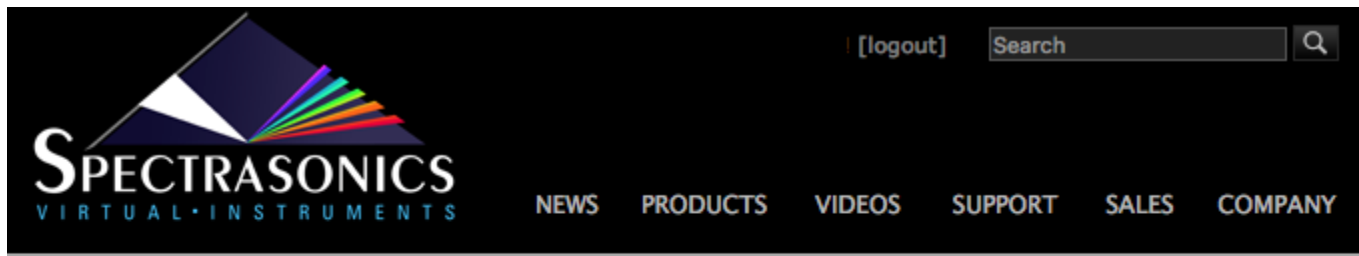 [logout] Search
SPECTRASONICS
VIRTUAL•INSTRUMENTS
NEWS PRODUCTS VIDEOS SUPPORT SALES COMPANY